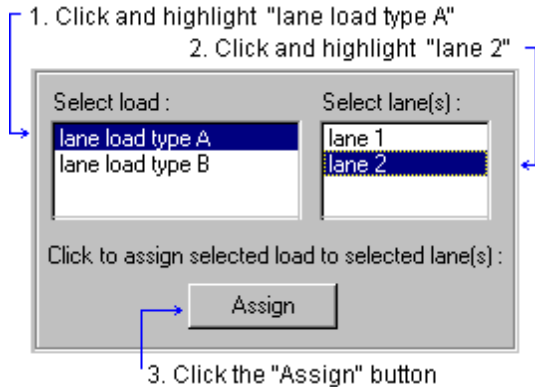 1. Click and highlight "lane load type A"
2. Click and highlight "lane 2"
Select load :
Select lane(s) :
lane load type A
lane load type B
lane 1
lane 2
Click to assign selected load to selected lane(s) :
Assign
3. Click the "Assign" button